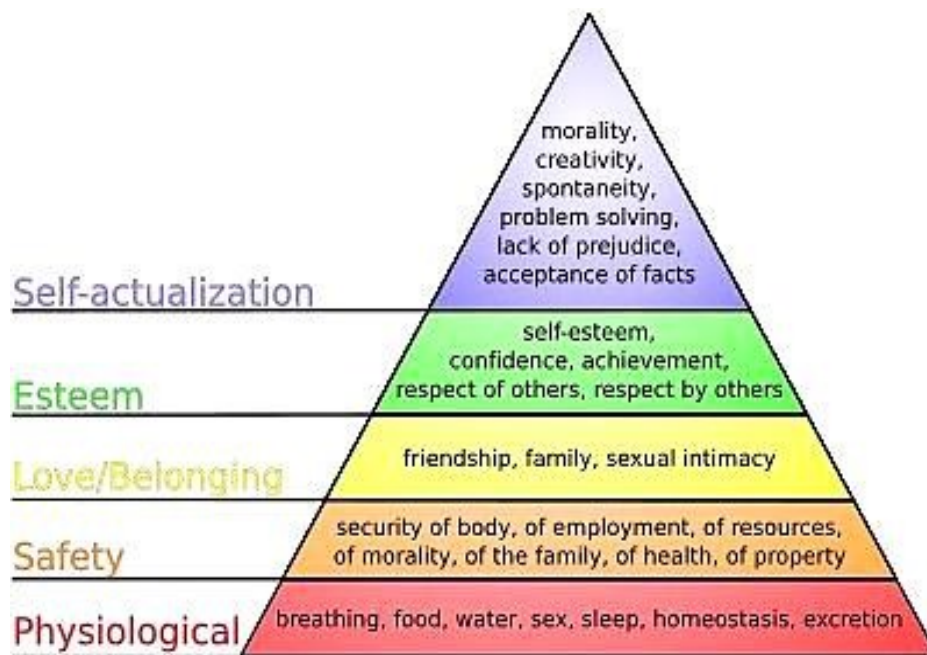 morality,
creativity,
spontaneity,
problem solving,
lack of prejudice,
acceptance of facts
Self-actualization
self-esteem,
confidence, achievement,
respect of others, respect by others
Esteem
friendship, family, sexual intimacy
Love/Belonging
security of body, of employment, of resources,
of morality, of the family, of health, of property
Safety
breathing, food, water, sex, sleep, homeostasis, excretion
Physiological